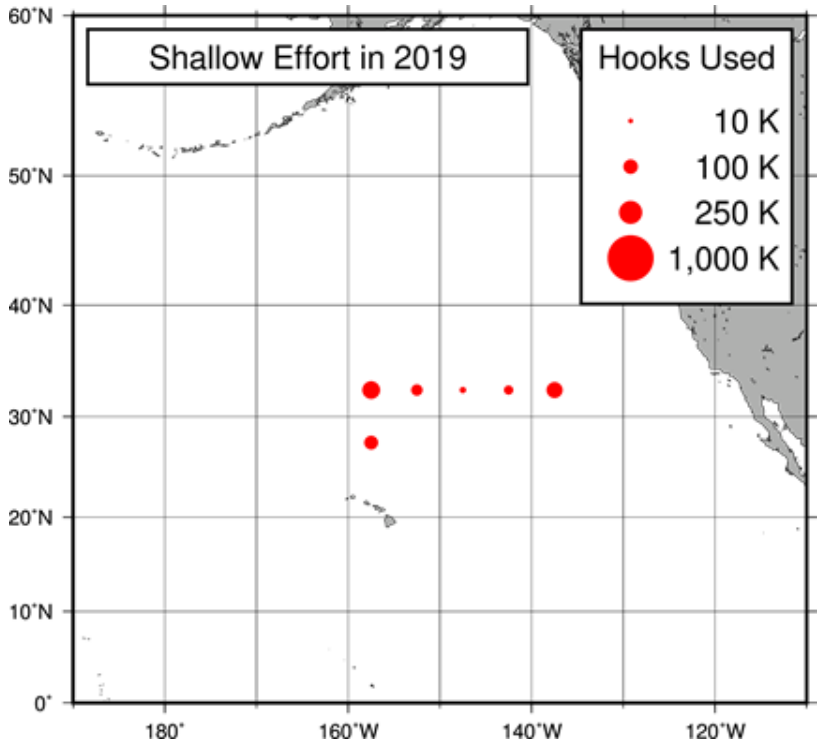 60˚N
Shallow Effort in 2019
Hooks Used
10 K
100 K
250 K
1,000 K
50˚N
40˚N
30˚N
20˚N
10˚N
0˚
180˚
160˚W
140˚W
120˚W